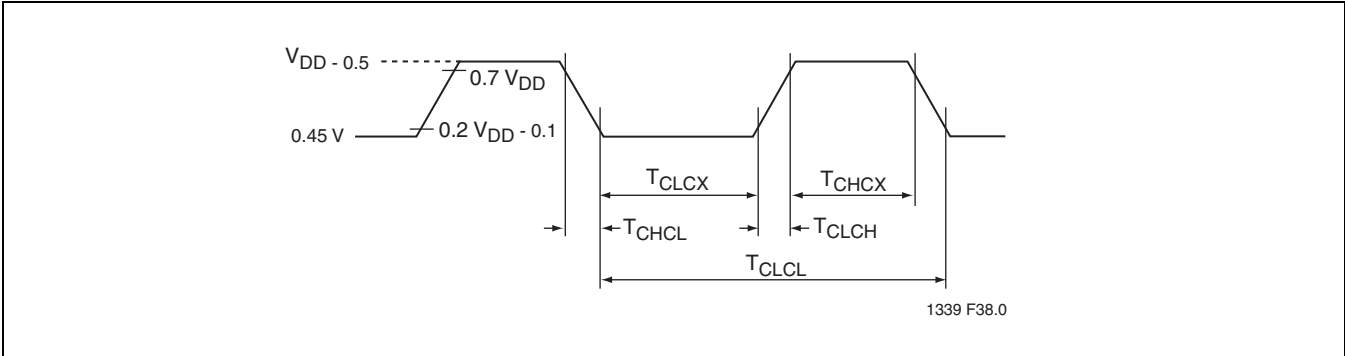 VDD - 0.5
0.7 VDD
0.45 V
0.2 VDD - 0.1
TCLCX
TCHCX
TCHCL
TCLCH
TCLCL
1339 F38.0